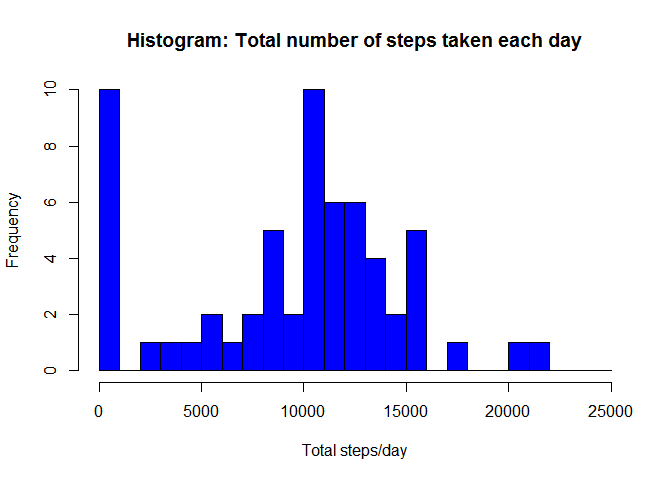 Histogram: Total number of steps taken each day
Frequency
10
8
6
4
2
0
0 5000 10000 15000 20000 25000
Total steps/day